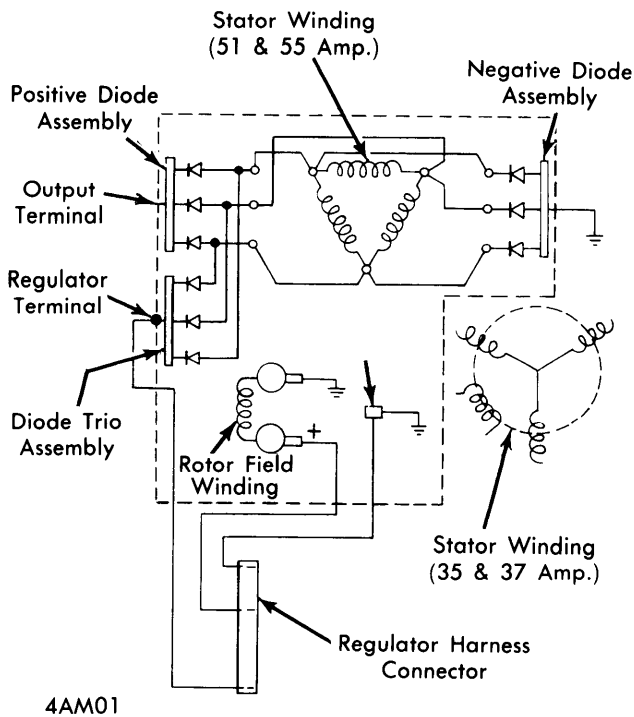 Stator Winding
(51 & 55 Amp.)
Negative Diode
Assembly
Positive Diode
Assembly
Output
Terminal
Regulator
Terminal
Diode Trio
Assembly
+
Rotor Field
Winding
Stator Winding
(35 & 37 Amp.)
Regulator Harness
Connector
4AM01